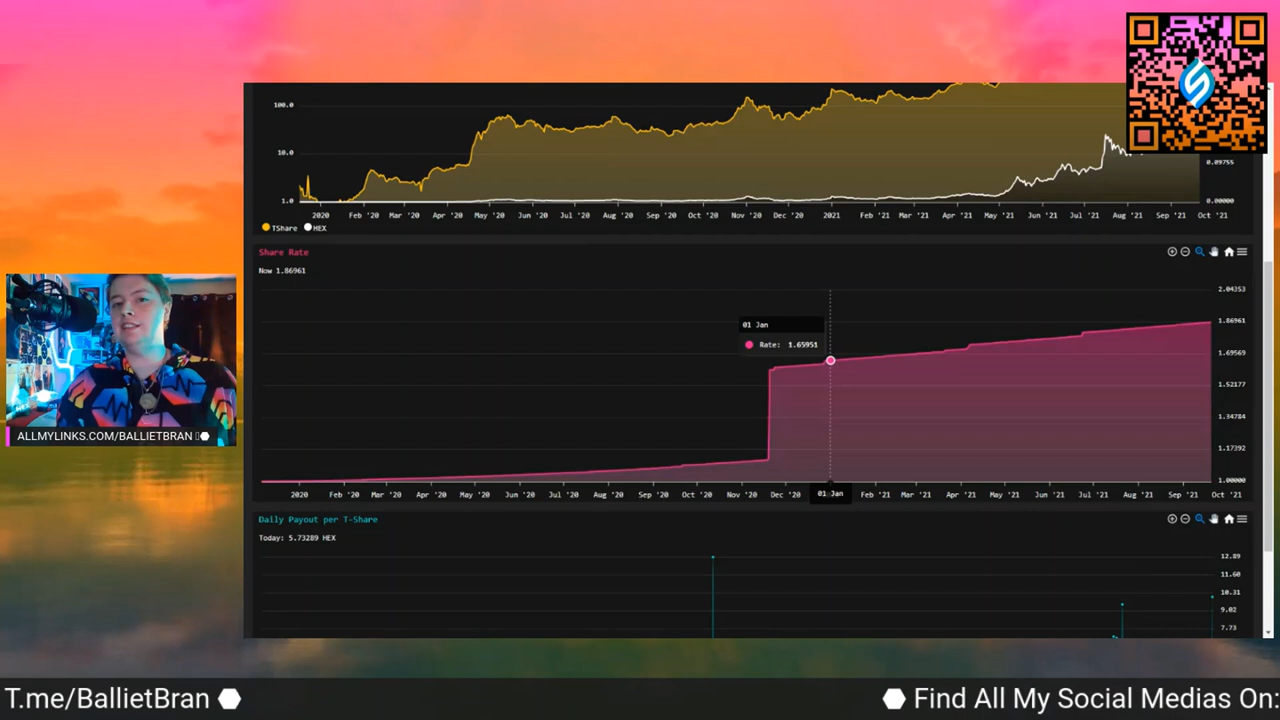 100.0
10.0
1.0
0.09755
0.00000
2020 Feb '20 Mar '20 Apr '20 May '20 Jun '20 Jul '20 Aug '20 Sep '20 Oct '20 Nov '20 Dec '20 2021 Feb '21 Mar '21 Apr '21 May '21 Jun '21 Jul '21 Aug '21 Sep '21 Oct '21
TShare HEX
Share Rate
Now 1.86961
2.04353
1.86961
1.69569
1.52177
1.34784
1.17392
1.00000
01 Jan
Rate: 1.65951
2020 Feb '20 Mar '20 Apr '20 May '20 Jun '20 Jul '20 Aug '20 Sep '20 Oct '20 Nov '20 Dec '20 01 Jan Feb '21 Mar '21 Apr '21 May '21 Jun '21 Jul '21 Aug '21 Sep '21 Oct '21
ALLMYLINKS.COM/BALLIETBRAN
Daily Payout per T-Share
Today: 5.73289 HEX
12.89
11.60
10.31
9.02
7.73
T.me/BallietBran
Find All My Social Medias On: